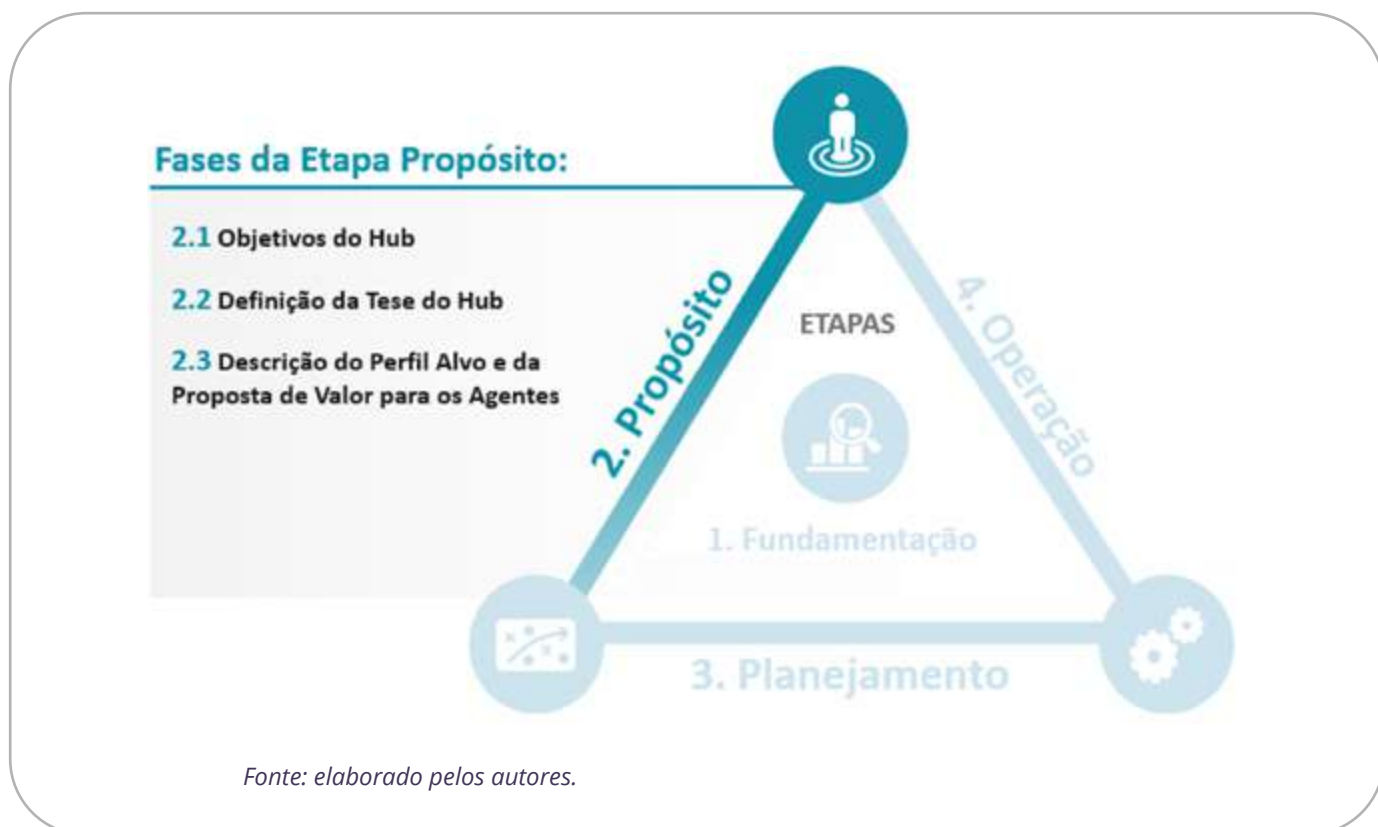 Fases da Etapa Propósito:
2.1 Objetivos do Hub
2.2 Definição da Tese do Hub
2.3 Descrição do Perfil Alvo e da
Proposta de Valor para os Agentes
2. Propósito
ETAPAS
1. Fundamentação
4. Operação
3. Planejamento
Fonte: elaborado pelos autores.